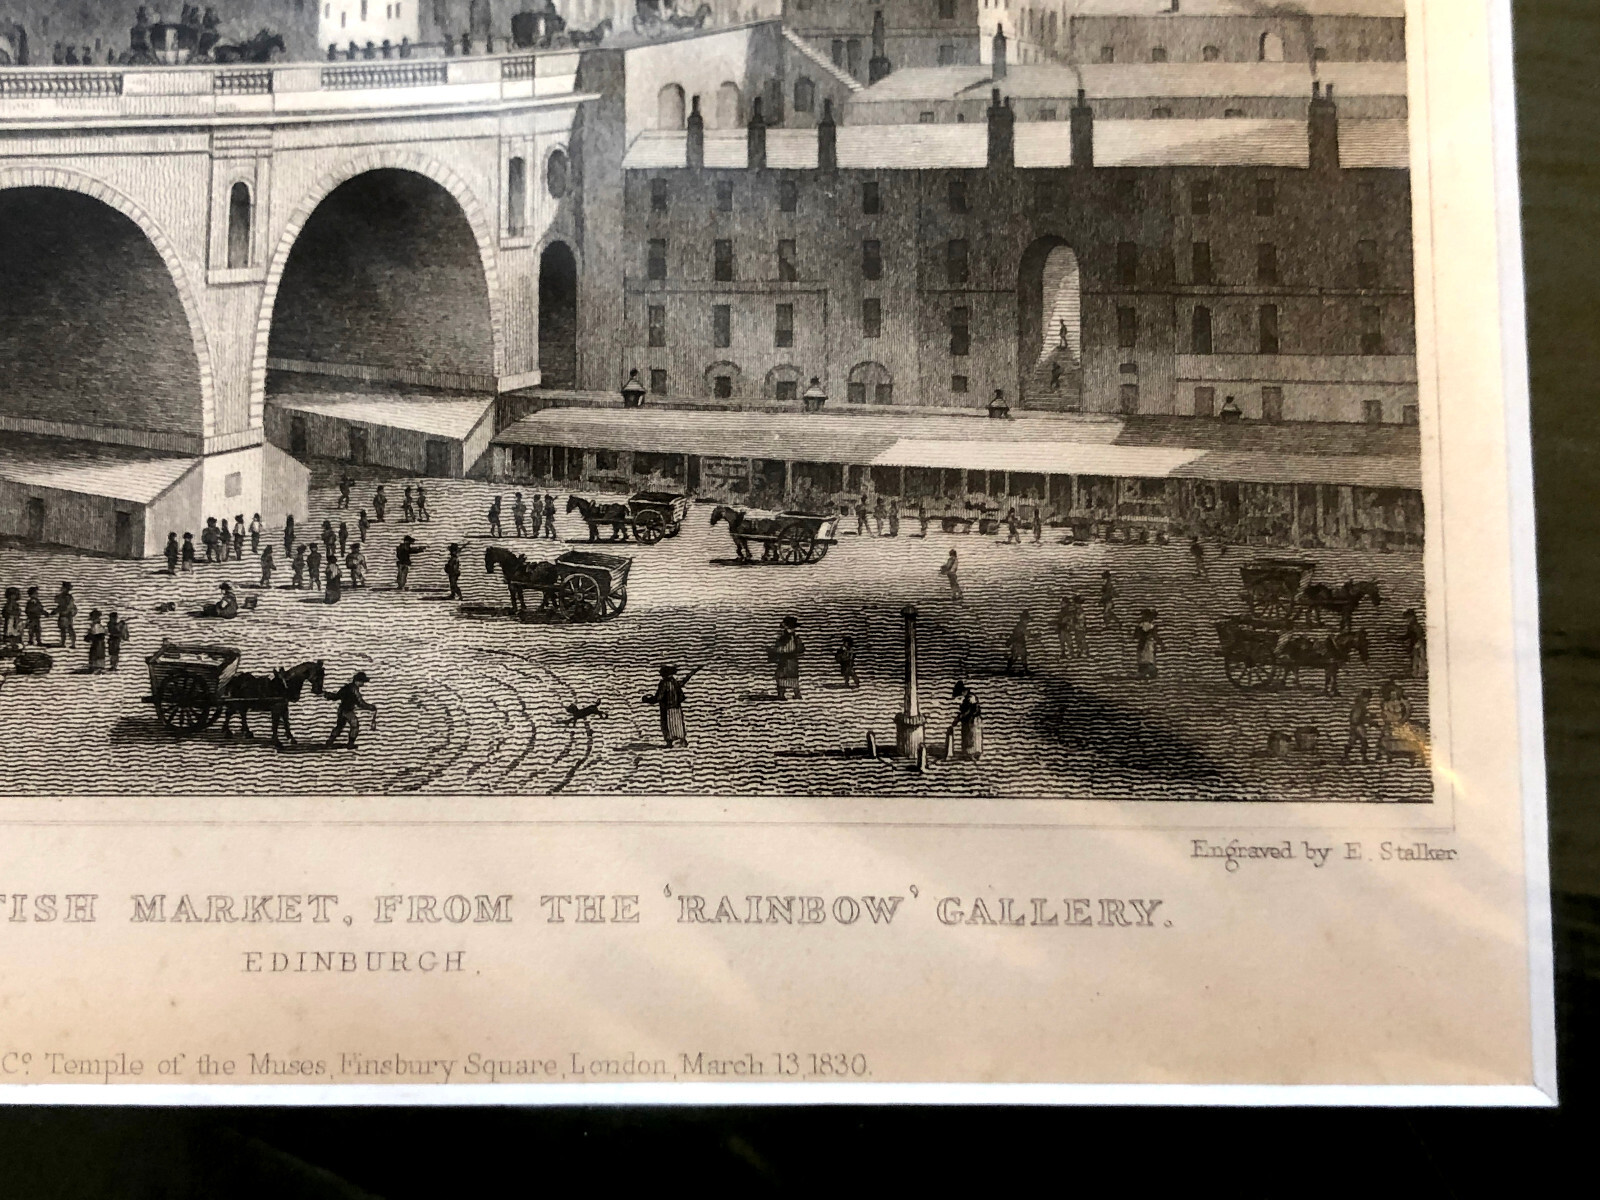 Engraved by E. Stalker
FISH MARKET, FROM THE 'RAINBOW' GALLERY.
EDINBURGH.
Cº Temple of the Muses, Finsbury Square, London, March 13, 1830.